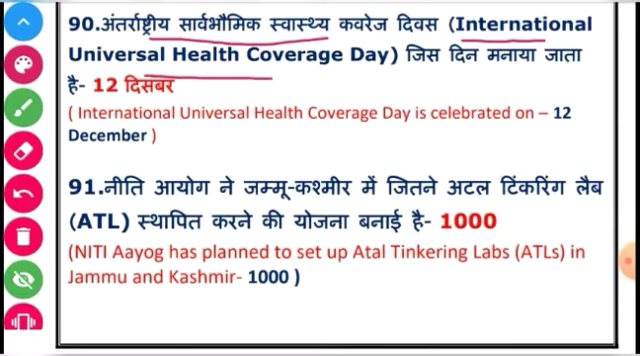 90.अंतर्राष्ट्रीय सार्वभौमिक स्वास्थ्य कवरेज दिवस (International
Universal Health Coverage Day) जिस दिन मनाया जाता
है- 12 दिसंबर
( International Universal Health Coverage Day is celebrated on – 12
December )
91.नीति आयोग ने जम्मू-कश्मीर में जितने अटल टिंकरिंग लैब
(ATL) स्थापित करने की योजना बनाई है- 1000
(NITI Aayog has planned to set up Atal Tinkering Labs (ATLs) in
Jammu and Kashmir- 1000 )